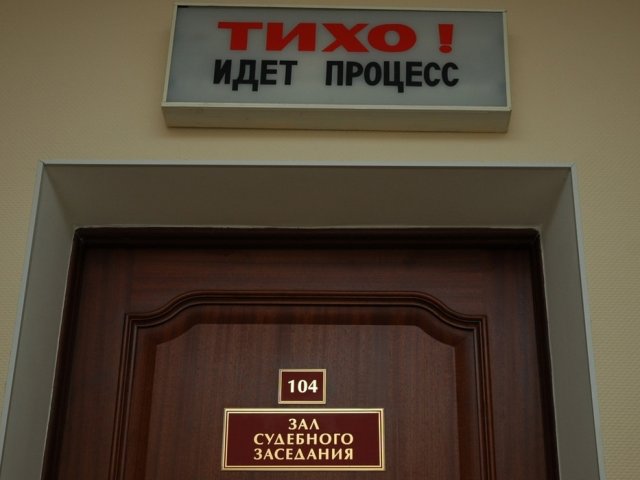 ТИХО !
ИДЕТ ПРОЦЕСС
104
ЗАЛ
СУДЕБНОГО
ЗАСЕДАНИЯ